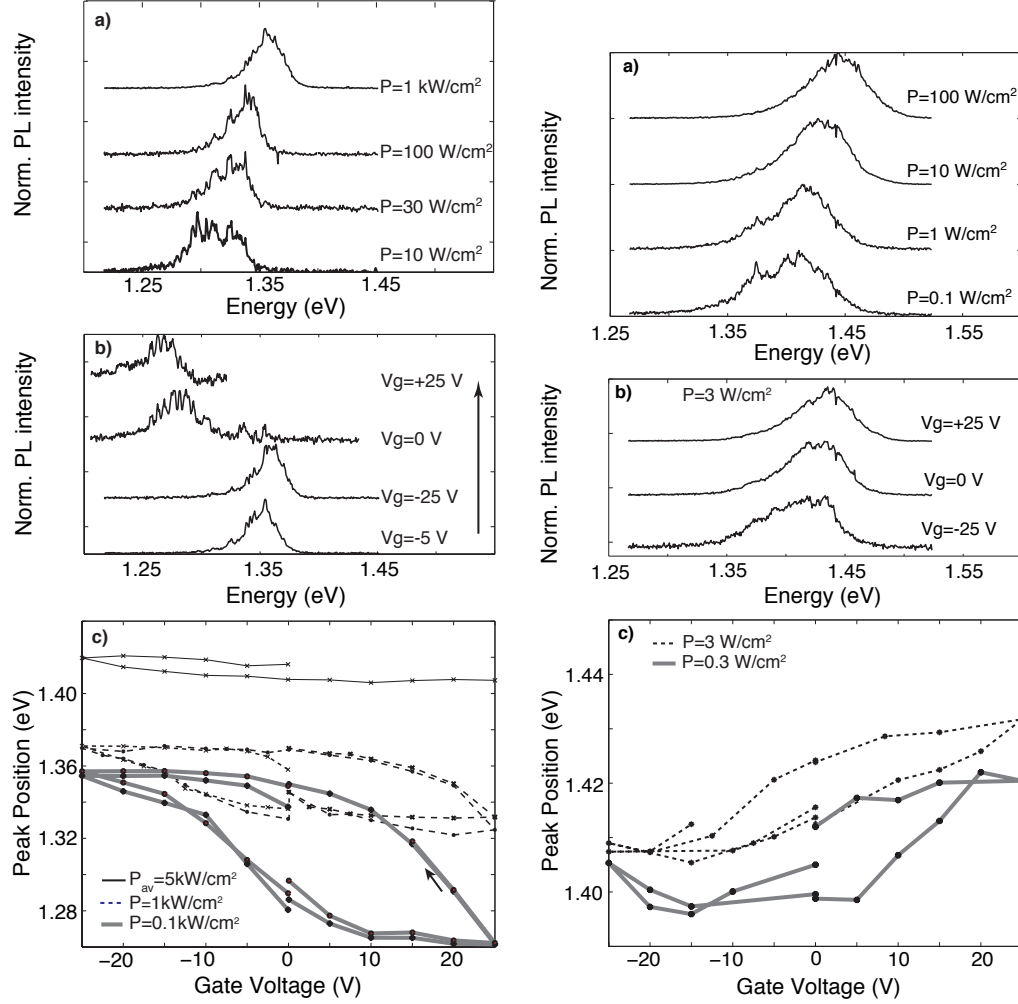 a)
Norm. PL intensity
P=1 kW/cm²
P=100 W/cm²
P=30 W/cm²
P=10 W/cm²
1.25 1.35 1.45
Energy (eV)
b)
Norm. PL intensity
Vg=+25 V
Vg=0 V
Vg=-25 V
Vg=-5 V
1.25 1.35 1.45
Energy (eV)
c)
Peak Position (eV)
1.40
1.36
1.32
1.28
P_av=5kW/cm²
P=1kW/cm²
P=0.1kW/cm²
−20 −10 0 10 20
Gate Voltage (V)
a)
Norm. PL intensity
P=100 W/cm²
P=10 W/cm²
P=1 W/cm²
P=0.1 W/cm²
1.25 1.35 1.45 1.55
Energy (eV)
b)
P=3 W/cm²
Norm. PL intensity
Vg=+25 V
Vg=0 V
Vg=-25 V
1.25 1.35 1.45 1.55
Energy (eV)
c)
P=3 W/cm²
P=0.3 W/cm²
Peak Position (eV)
1.44
1.42
1.40
−20 −10 0 10 20
Gate Voltage (V)